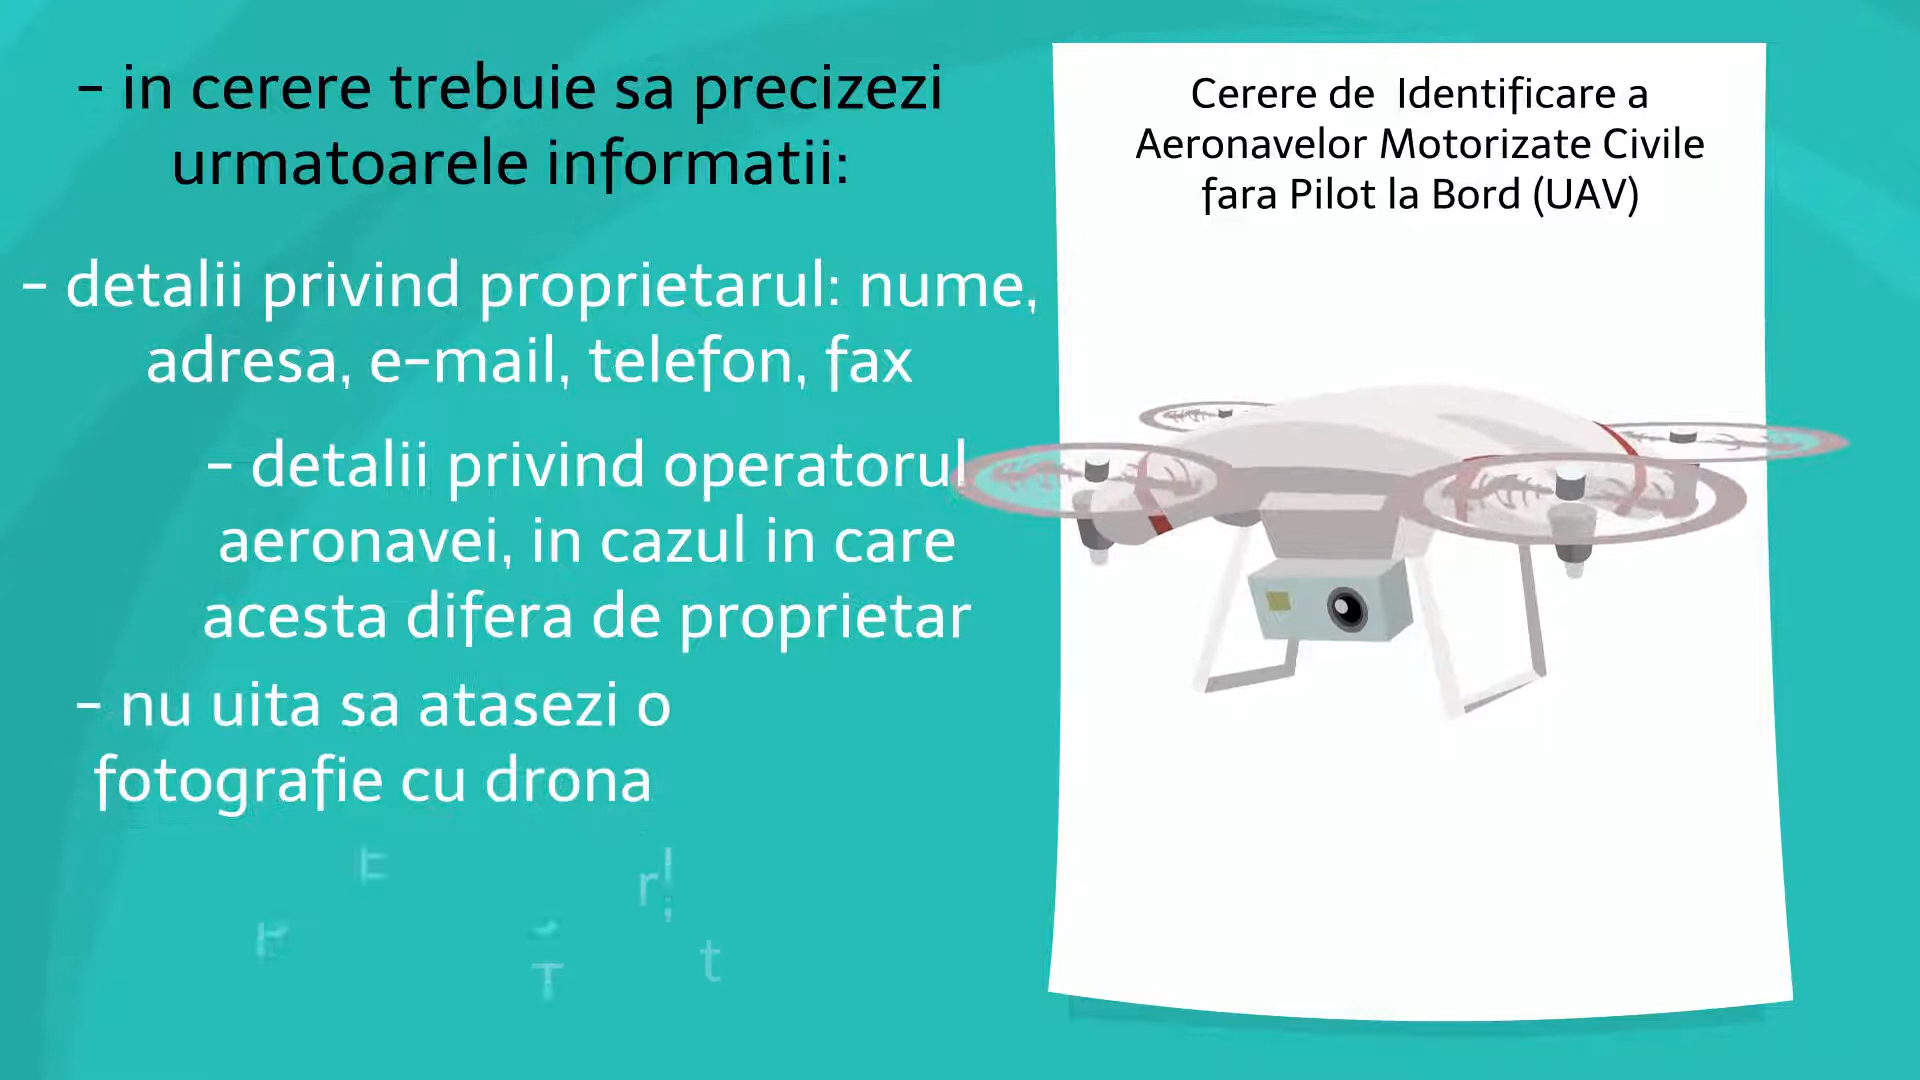 - in cerere trebuie sa precizezi
urmatoarele informatii:
- detalii privind proprietarul: nume,
adresa, e-mail, telefon, fax
- detalii privind operatorul
aeronavei, in cazul in care
acesta difera de proprietar
- nu uita sa atasezi o
fotografie cu drona
Cerere de Identificare a
Aeronavelor Motorizate Civile
fara Pilot la Bord (UAV)